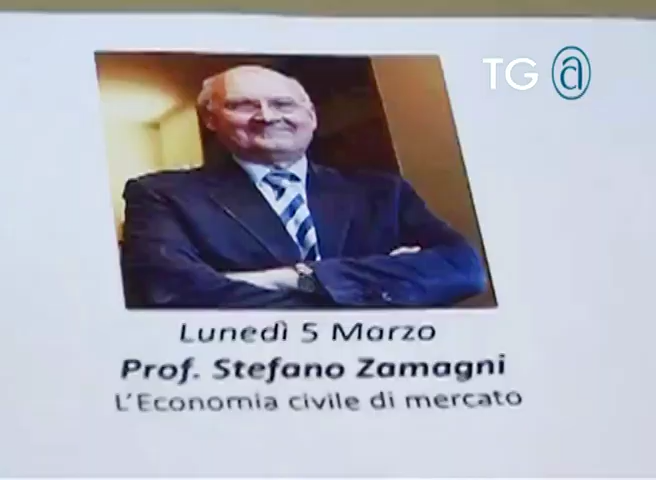 TG @
Lunedì 5 Marzo
Prof. Stefano Zamagni
L'Economia civile di mercato